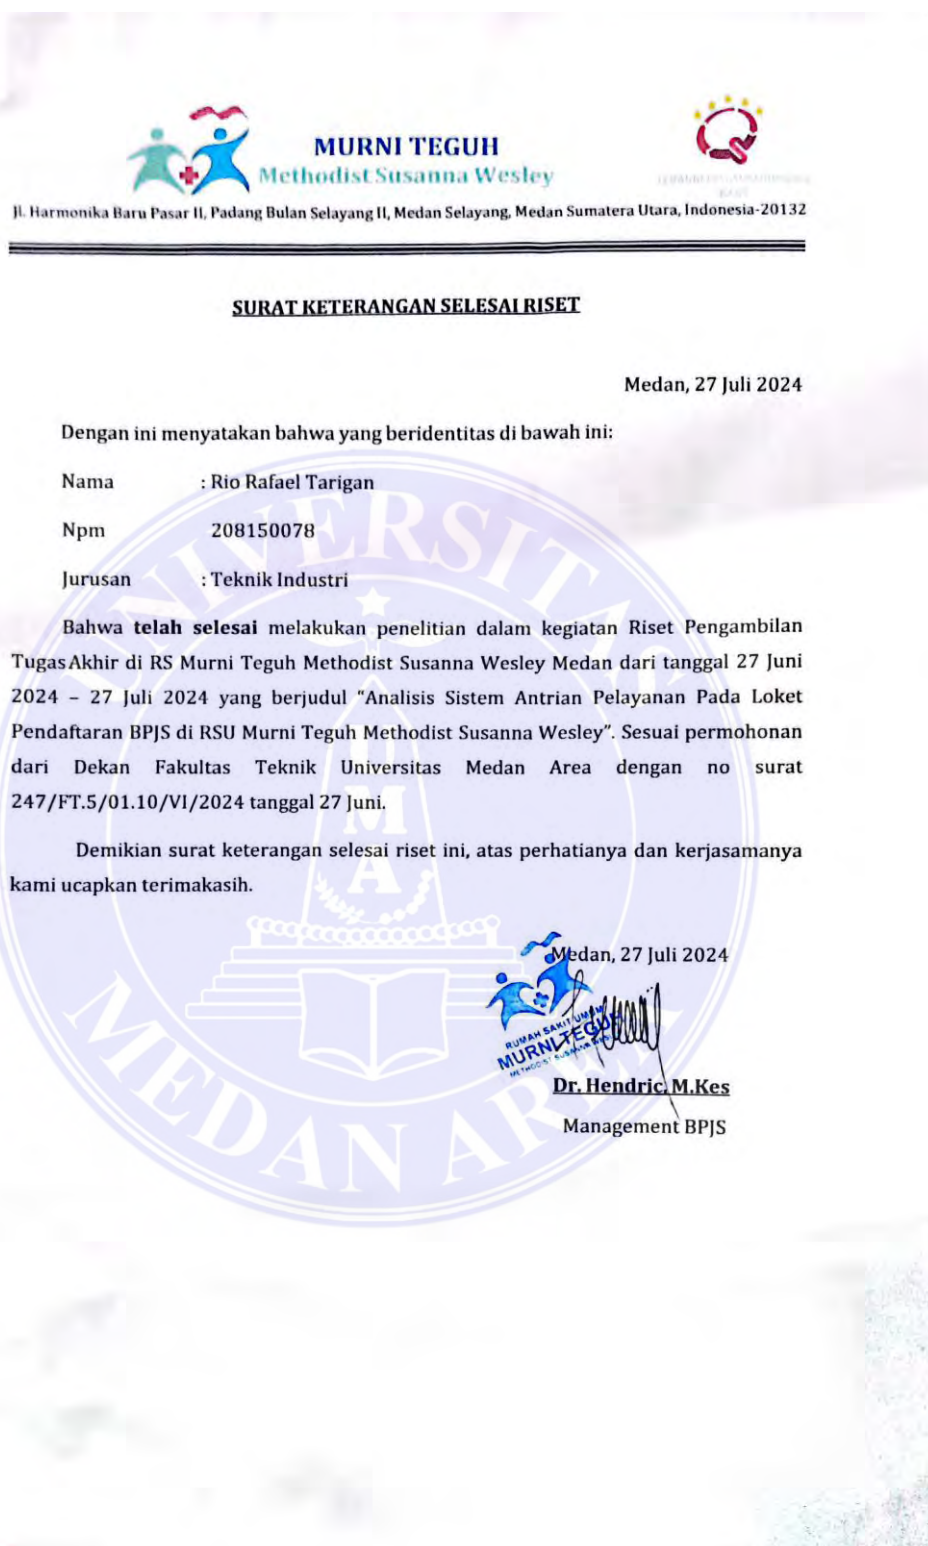 MURNI TEGUH
Methodist Susanna Wesley
Jl. Harmonika Baru Pasar II, Padang Bulan Selayang II, Medan Selayang, Medan Sumatera Utara, Indonesia-20132
SURAT KETERANGAN SELESAI RISET
Medan, 27 Juli 2024
Dengan ini menyatakan bahwa yang beridentitas di bawah ini:
Nama : Rio Rafael Tarigan
Npm 208150078
Jurusan : Teknik Industri
Bahwa telah selesai melakukan penelitian dalam kegiatan Riset Pengambilan
Tugas Akhir di RS Murni Teguh Methodist Susanna Wesley Medan dari tanggal 27 Juni
2024 – 27 Juli 2024 yang berjudul "Analisis Sistem Antrian Pelayanan Pada Loket
Pendaftaran BPJS di RSU Murni Teguh Methodist Susanna Wesley". Sesuai permohonan
dari Dekan Fakultas Teknik Universitas Medan Area dengan no surat
247/FT.5/01.10/VI/2024 tanggal 27 Juni.
Demikian surat keterangan selesai riset ini, atas perhatianya dan kerjasamanya
kami ucapkan terimakasih.
Medan, 27 Juli 2024
RUMAH SAKIT UMUM
MURNI TEGUH
METHODIST SUSANNA WESLEY
Dr. Hendric, M.Kes
Management BPJS
UNIVERSITAS
UMA
MEDAN AREA